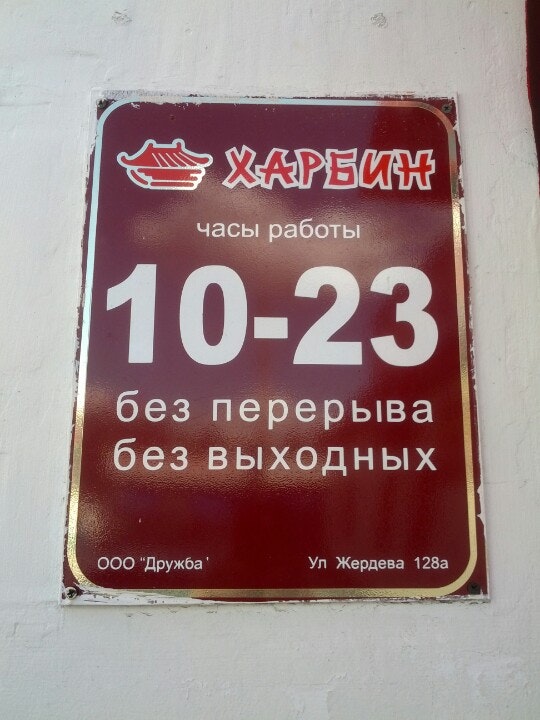 ХАРБИН
часы работы
10-23
без перерыва
без выходных
ООО "Дружба" Ул Жердева 128а